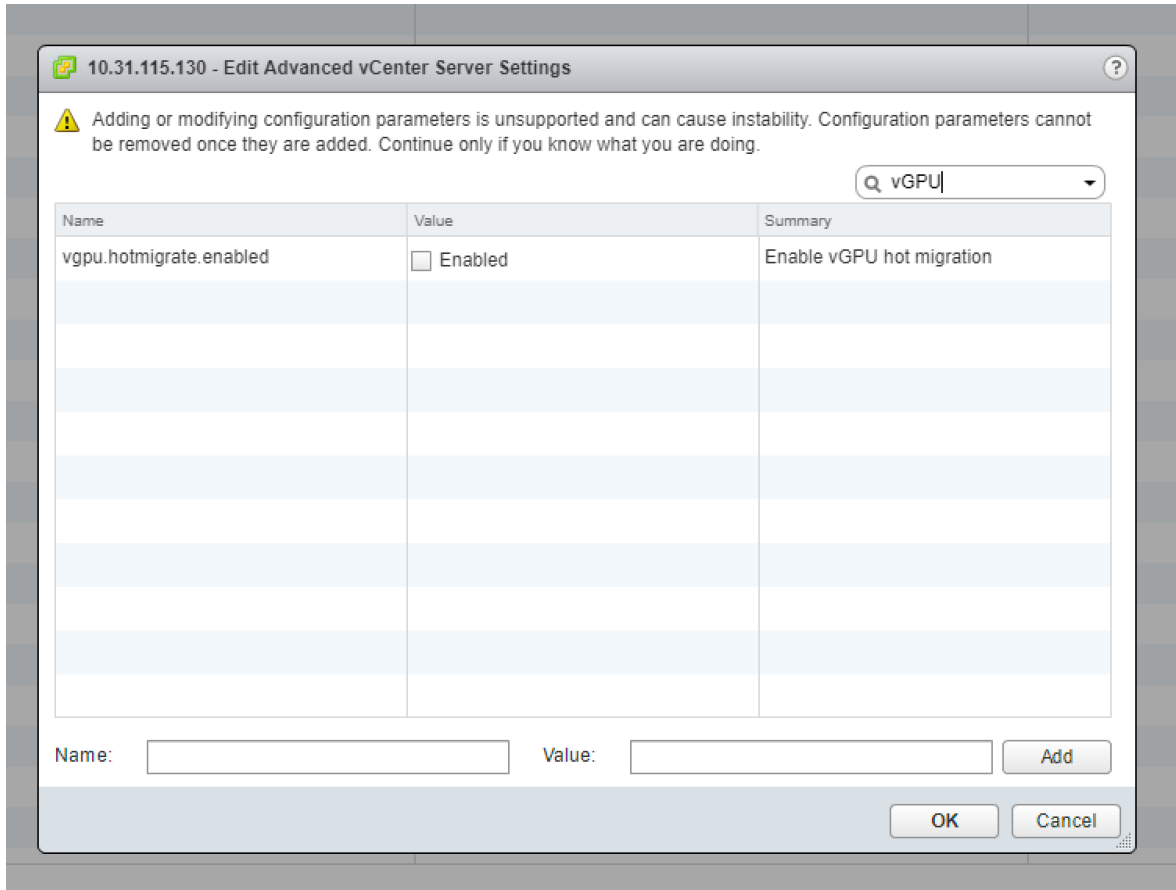 10.31.115.130 - Edit Advanced vCenter Server Settings
?
Adding or modifying configuration parameters is unsupported and can cause instability. Configuration parameters cannot
be removed once they are added. Continue only if you know what you are doing.
vGPU
Name Value Summary
vgpu.hotmigrate.enabled Enabled Enable vGPU hot migration
Name: Value: Add
OK Cancel